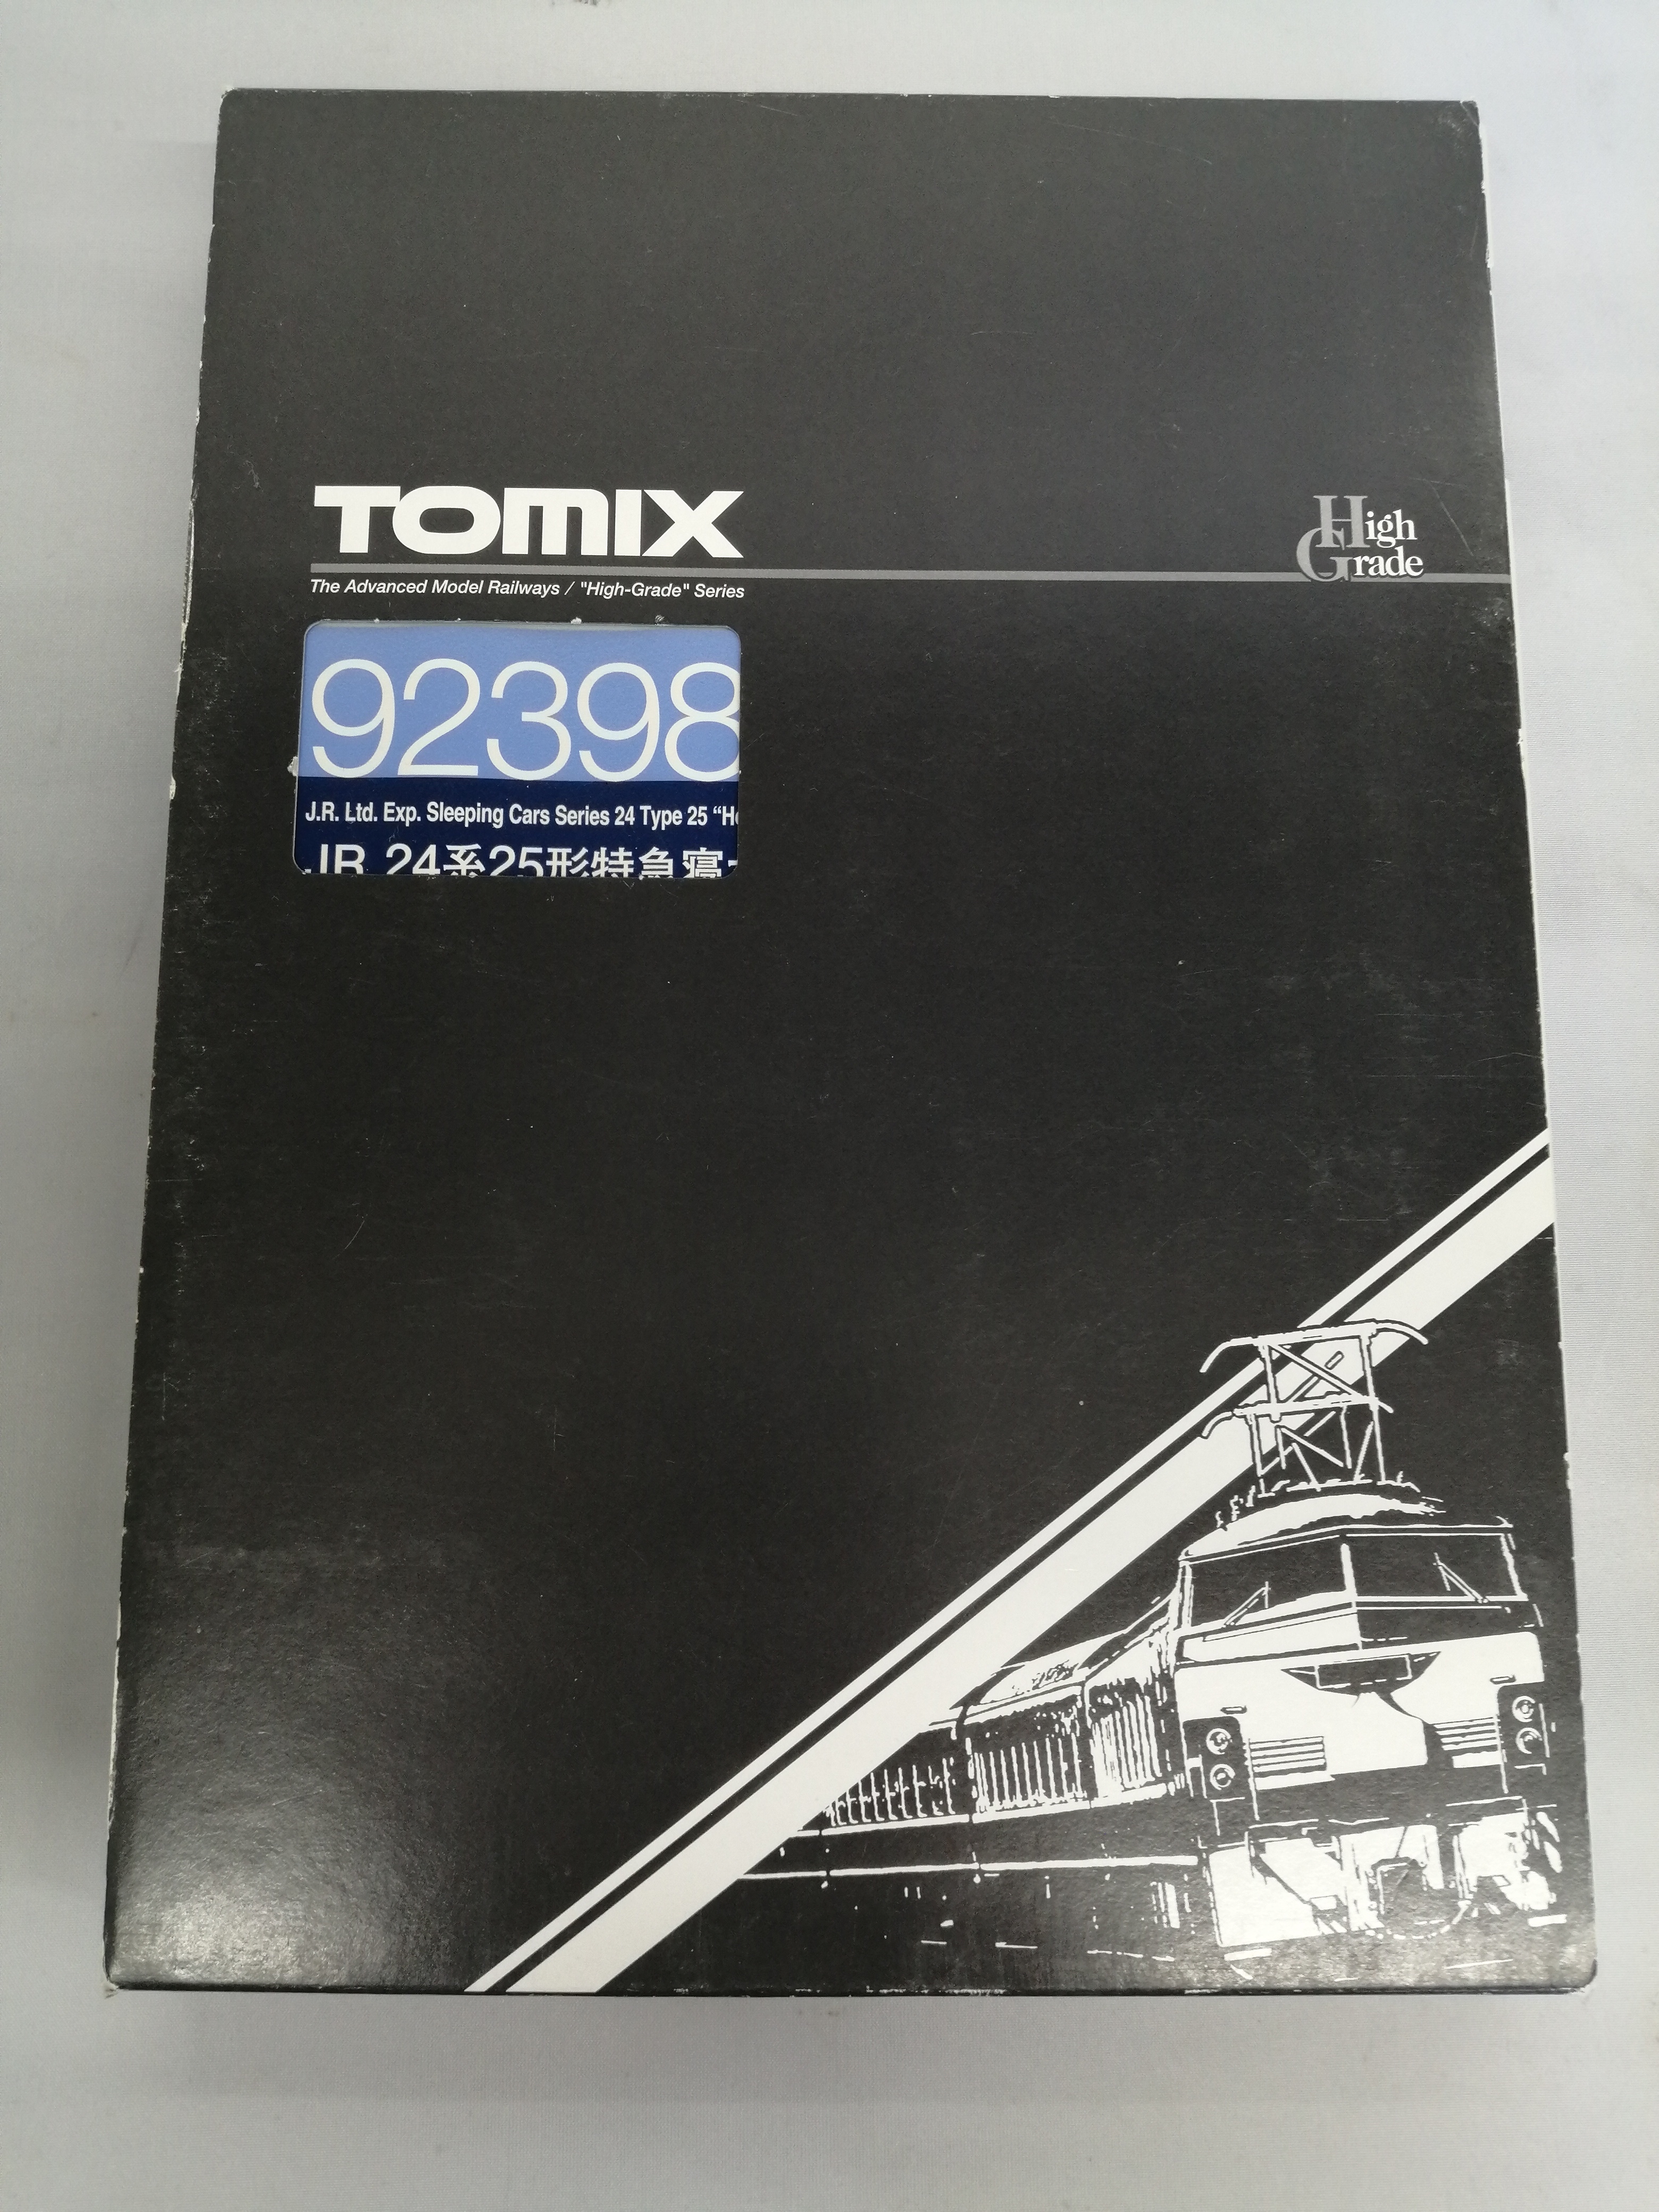 TOMIX
High
Grade
The Advanced Model Railways / "High-Grade" Series
92398
J.R. Ltd. Exp. Sleeping Cars Series 24 Type 25 “H
JR 24系25形特急寝